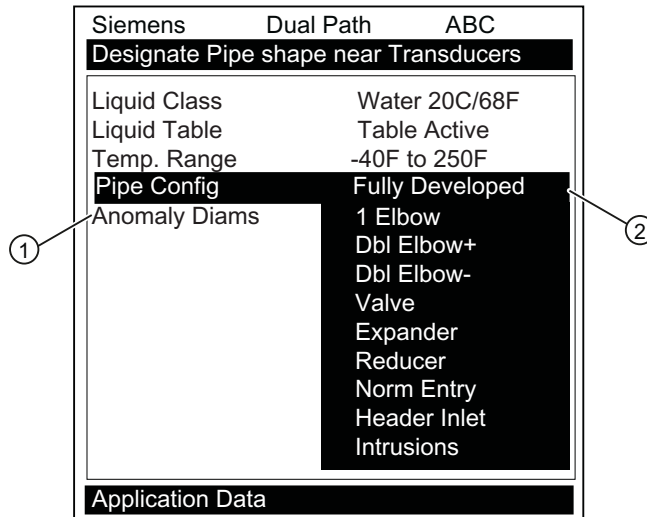 Siemens Dual Path ABC
Designate Pipe shape near Transducers
Liquid Class Water 20C/68F
Liquid Table Table Active
Temp. Range -40F to 250F
Pipe Config Fully Developed
Anomaly Diams 1 Elbow
Dbl Elbow+
Dbl Elbow-
Valve
Expander
Reducer
Norm Entry
Header Inlet
Intrusions
Application Data
1
2